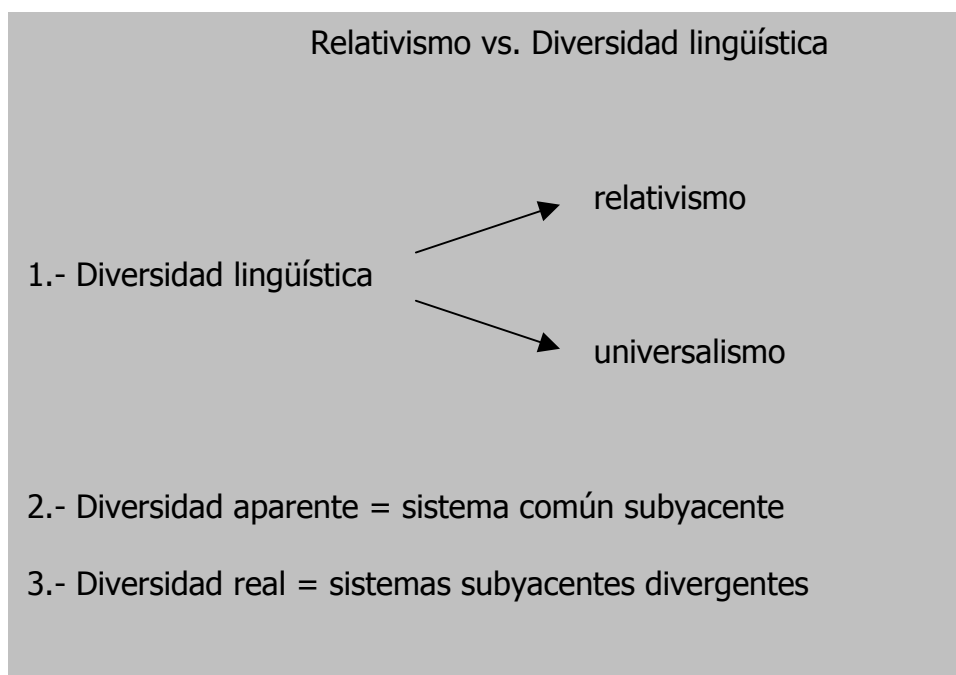 Relativismo vs. Diversidad lingüística
relativismo
1.- Diversidad lingüística
universalismo
2.- Diversidad aparente = sistema común subyacente
3.- Diversidad real = sistemas subyacentes divergentes